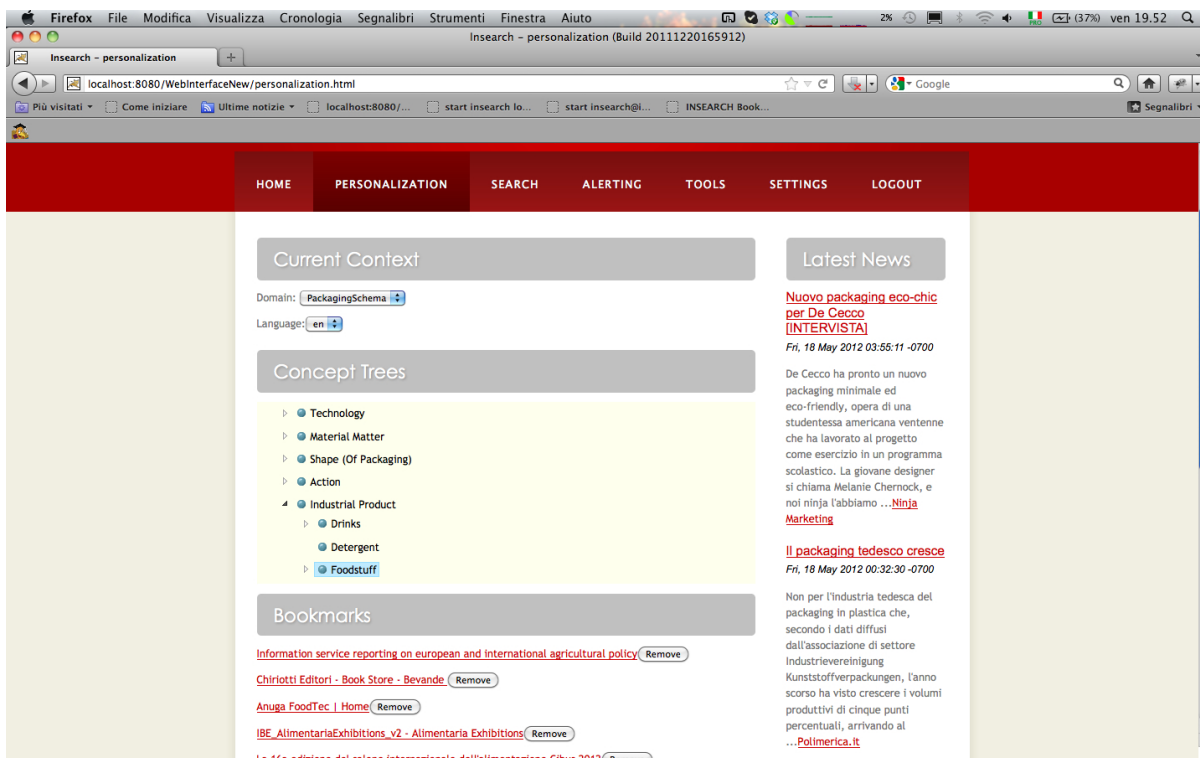 Firefox File Modifica Visualizza Cronologia Segnalibri Strumenti Finestra Aiuto 2% (37%) ven 19.52
Insearch – personalization (Build 20111220165912)
Insearch – personalization
localhost:8080/WebInterfaceNew/personalization.html Google
Più visitati Come iniziare Ultime notizie localhost:8080/... start insearch lo... start insearch@i... INSEARCH Book... Segnalibri
HOME PERSONALIZATION SEARCH ALERTING TOOLS SETTINGS LOGOUT
Current Context
Domain: PackagingSchema
Language: en
Concept Trees
Technology
Material Matter
Shape (Of Packaging)
Action
Industrial Product
Drinks
Detergent
Foodstuff
Bookmarks
Information service reporting on european and international agricultural policy Remove
Chiriotti Editori - Book Store - Bevande Remove
Anuga FoodTec | Home Remove
IBE_AlimentariaExhibitions_v2 - Alimentaria Exhibitions Remove
Latest News
Nuovo packaging eco-chic
per De Cecco
[INTERVISTA]
Fri, 18 May 2012 03:55:11 -0700
De Cecco ha pronto un nuovo
packaging minimale ed
eco-friendly, opera di una
studentessa americana ventenne
che ha lavorato al progetto
come esercizio in un programma
scolastico. La giovane designer
si chiama Melanie Chernock, e
noi ninja l'abbiamo ...Ninja
Marketing
Il packaging tedesco cresce
Fri, 18 May 2012 00:32:30 -0700
Non per l'industria tedesca del
packaging in plastica che,
secondo i dati diffusi
dall'associazione di settore
Industrievereinigung
Kunststoffverpackungen, l'anno
scorso ha visto crescere i volumi
produttivi di cinque punti
percentuali, arrivando al
...Polimerica.it